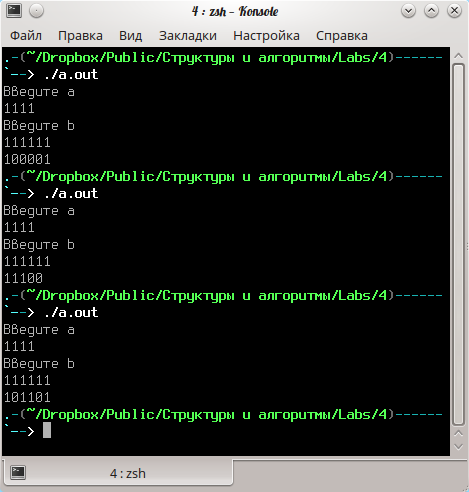 4 : zsh – Konsole
Файл Правка Вид Закладки Настройка Справка
.-(~/Dropbox/Public/Структуры и алгоритмы/Labs/4)------
`--> ./a.out
Введите a
1111
Введите b
111111
100001
.-(~/Dropbox/Public/Структуры и алгоритмы/Labs/4)------
`--> ./a.out
Введите a
1111
Введите b
111111
11100
.-(~/Dropbox/Public/Структуры и алгоритмы/Labs/4)------
`--> ./a.out
Введите a
1111
Введите b
111111
101101
.-(~/Dropbox/Public/Структуры и алгоритмы/Labs/4)------
`-->
4 : zsh